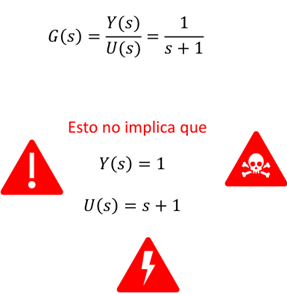 G(s) = Y(s)/U(s) = 1/(s + 1)
Esto no implica que
Y(s) = 1
U(s) = s + 1